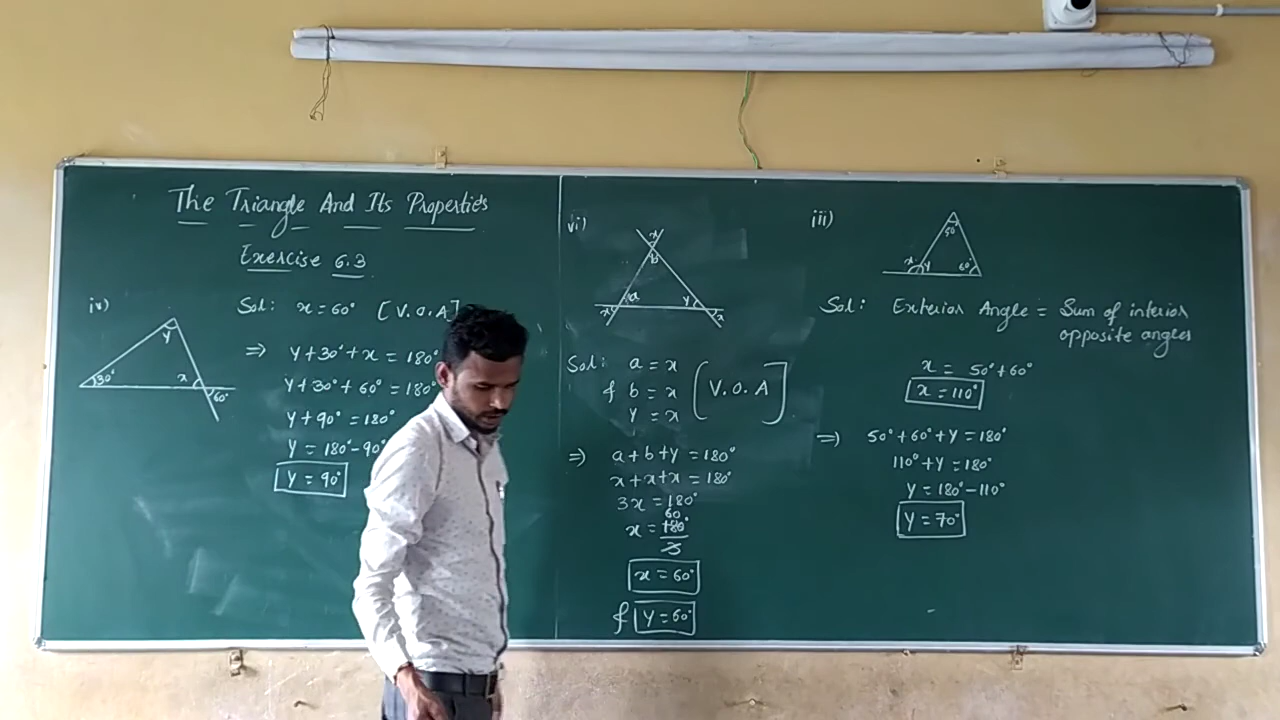 The Triangle And Its Properties
Exercise 6.3
iv)
y
30°
x
60°
Sol: x = 60° [V.O.A]
⇒ y + 30° + x = 180°
y + 30° + 60° = 180°
y + 90° = 180°
y = 180° - 90°
y = 90°
vi)
x
b
a
y
x
x
Sol: a = x
& b = x [V.O.A]
y = x
⇒ a + b + y = 180°
x + x + x = 180°
3x = 180°
60
x = 180°
3
x = 60°
& y = 60°
iii)
50°
x
y
60°
Sol: Exterior Angle = Sum of interior
opposite angles
x = 50° + 60°
x = 110°
⇒ 50° + 60° + y = 180°
110° + y = 180°
y = 180° - 110°
y = 70°